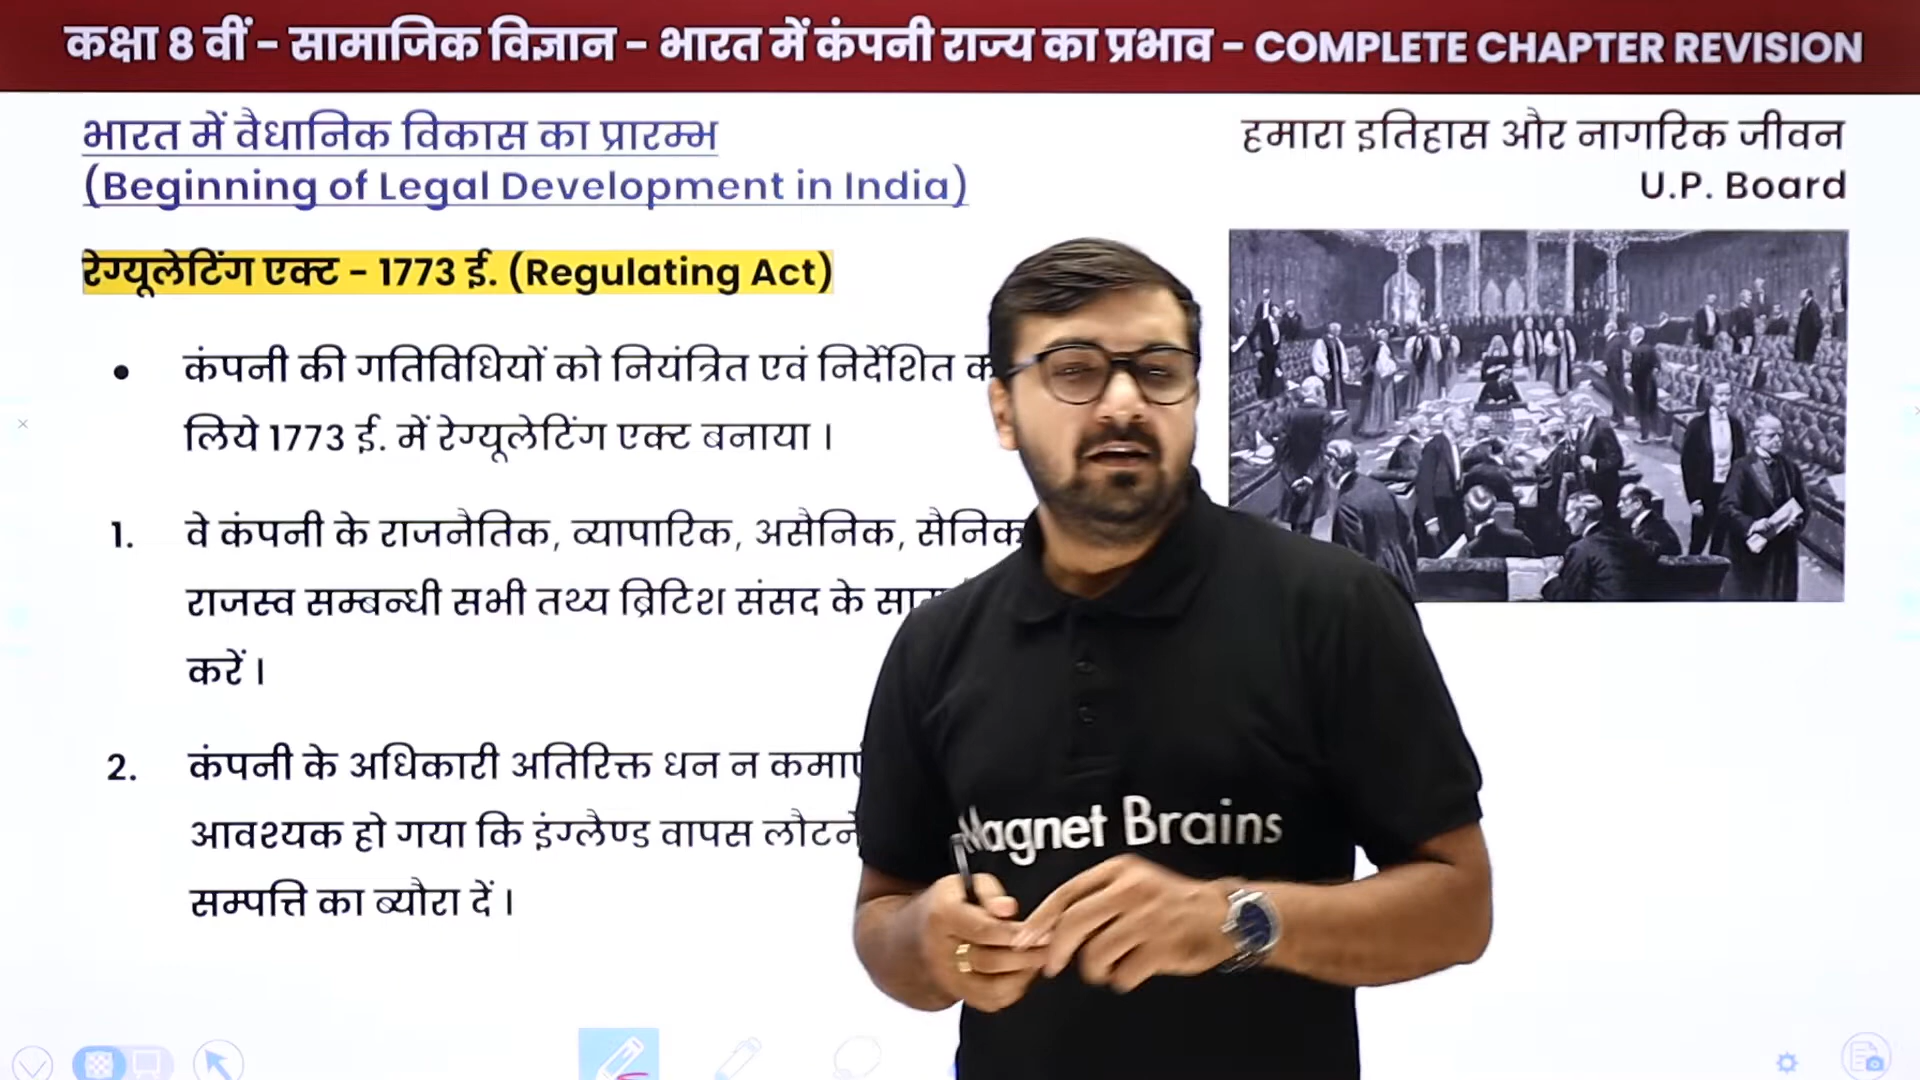 कक्षा 8 वीं - सामाजिक विज्ञान - भारत में कंपनी राज्य का प्रभाव - COMPLETE CHAPTER REVISION
भारत में वैधानिक विकास का प्रारम्भ
(Beginning of Legal Development in India)
हमारा इतिहास और नागरिक जीवन
U.P. Board
रेग्यूलेटिंग एक्ट - 1773 ई. (Regulating Act)
• कंपनी की गतिविधियों को नियंत्रित एवं निर्देशित
लिये 1773 ई. में रेग्यूलेटिंग एक्ट बनाया ।
1. वे कंपनी के राजनैतिक, व्यापारिक, असैनिक, सैनिक
राजस्व सम्बन्धी सभी तथ्य ब्रिटिश संसद के
करें ।
2. कंपनी के अधिकारी अतिरिक्त धन न
आवश्यक हो गया कि इंग्लैण्ड वापस लौटने
सम्पत्ति का ब्यौरा दें ।
Magnet Brains